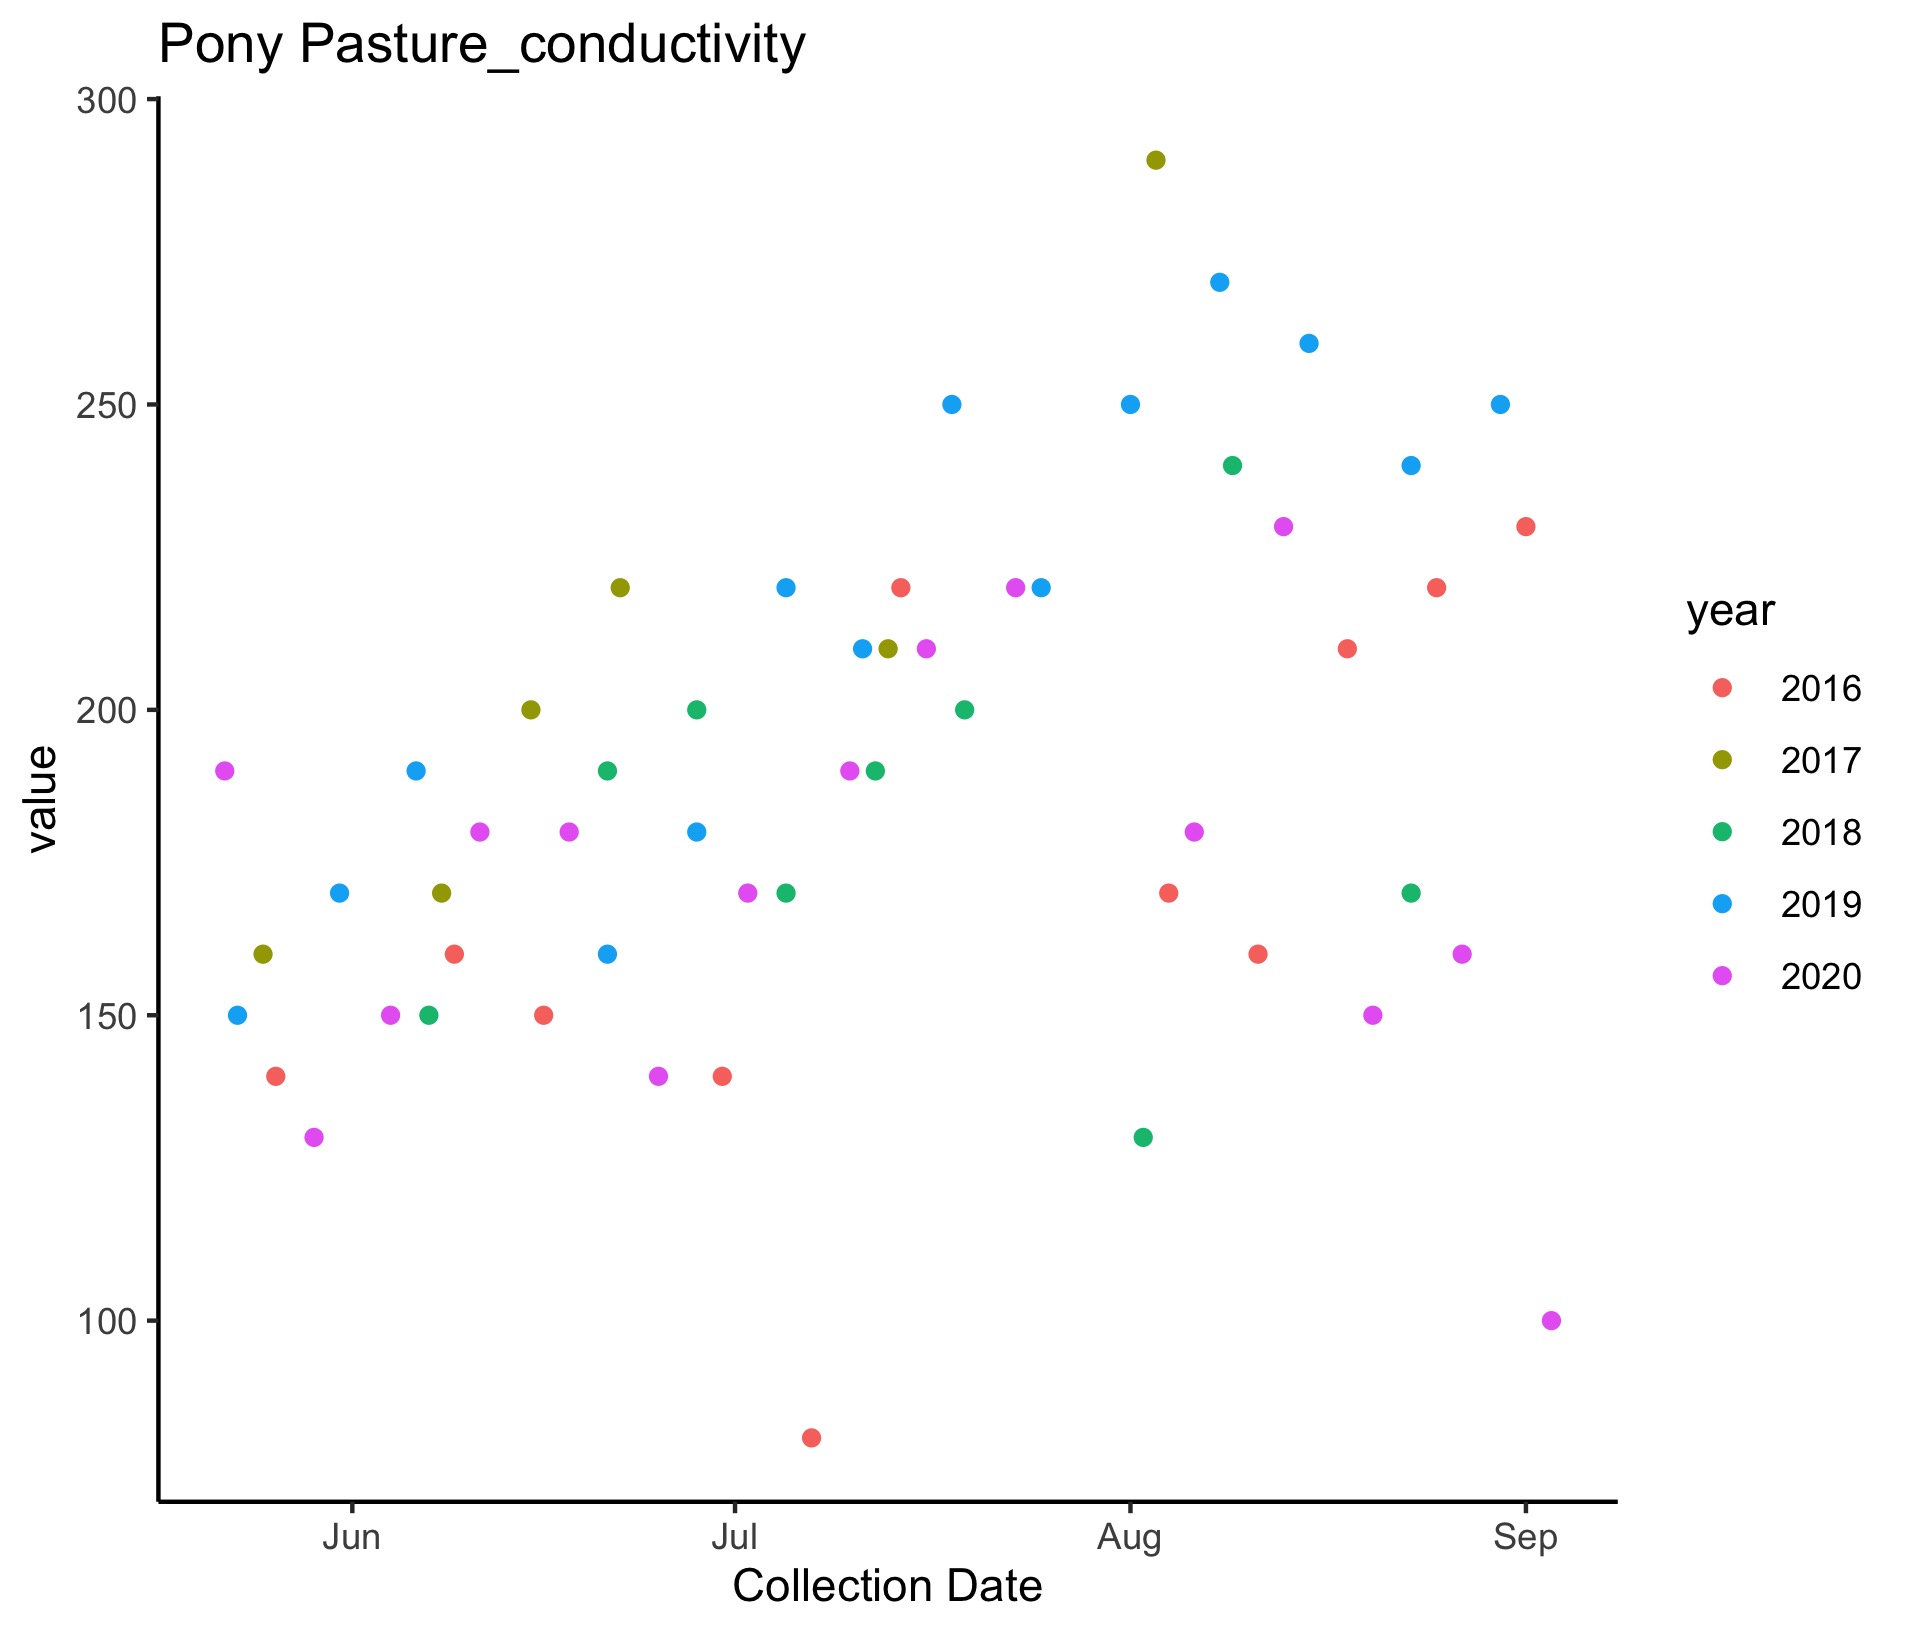 Pony Pasture_conductivity
300
250
200
150
100
value
Jun
Jul
Aug
Sep
Collection Date
year
2016
2017
2018
2019
2020